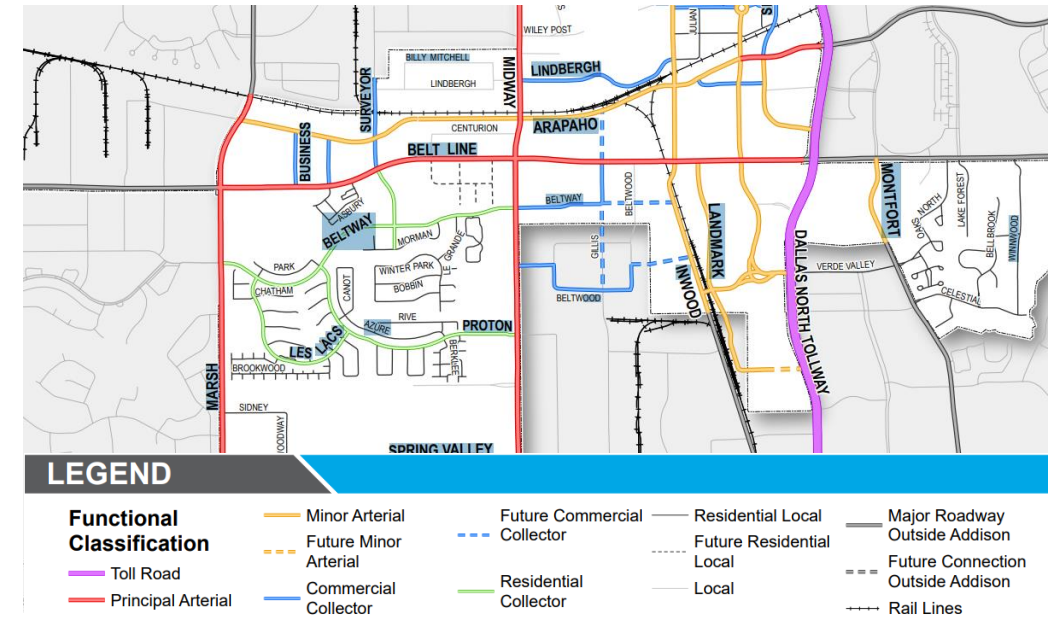 WILEY POST
JULIAN
BILLY MITCHELL
LINDBERGH
LINDBERGH
MIDWAY
SURVEYOR
CENTURION
ARAPAHO
BUSINESS
BELT LINE
BELTWAY
BELTWOOD
ASBURY
BELTWAY
MORMAN
GRANDE
GILLIS
LANDMARK
MONTFORT
NORTH
OAKS
LAKE FOREST
BELLBROOK
WINNWOOD
PARK
WINTER PARK
BOBBIN
CHATHAM
CANOT
VERDE VALLEY
CELESTIAL
BELTWOOD
INWOOD
DALLAS NORTH TOLLWAY
RIVE
AZURE
PROTON
LES LACS
BERKLEE
BROOKWOOD
MARSH
SIDNEY
SPRING VALLEY
LEGEND
Functional
Classification
Toll Road
Principal Arterial
Minor Arterial
Future Minor
Arterial
Commercial
Collector
Future Commercial
Collector
Residential
Collector
Residential Local
Future Residential
Local
Local
Major Roadway
Outside Addison
Future Connection
Outside Addison
Rail Lines